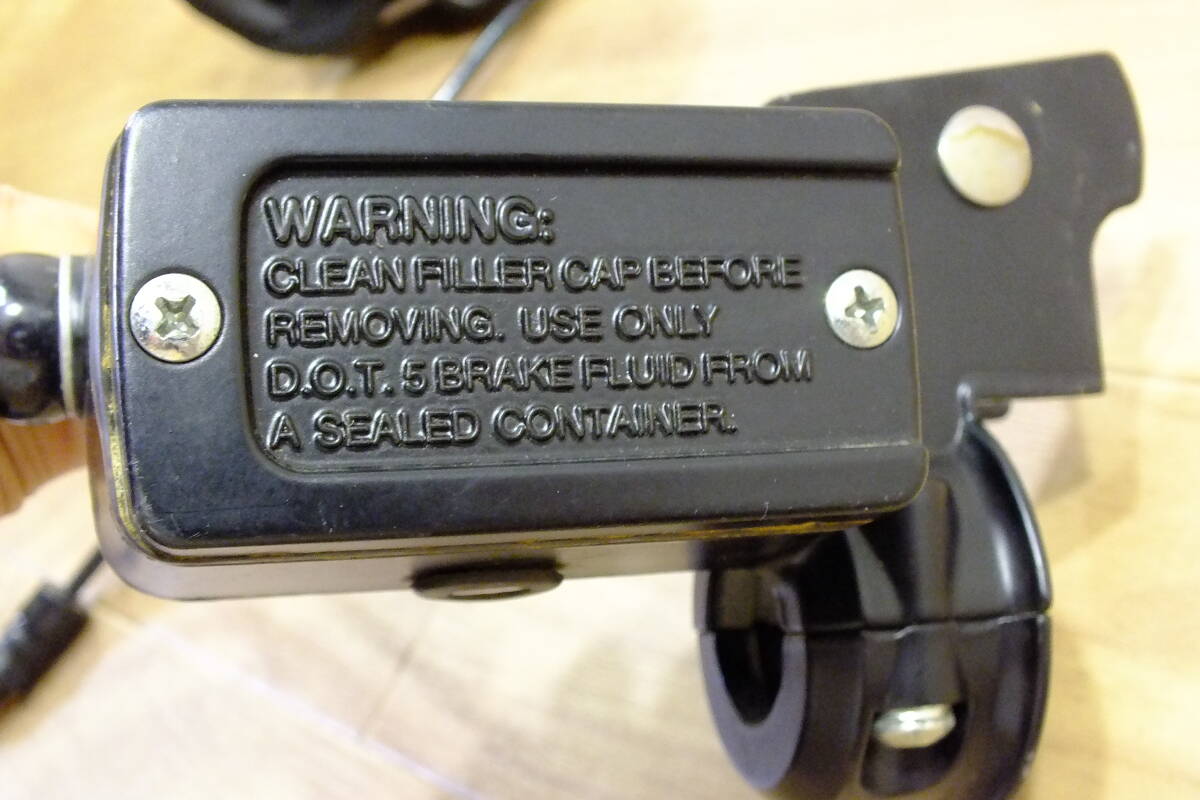 WARNING:
CLEAN FILLER CAP BEFORE
REMOVING. USE ONLY
D.O.T. 5 BRAKE FLUID FROM
A SEALED CONTAINER.